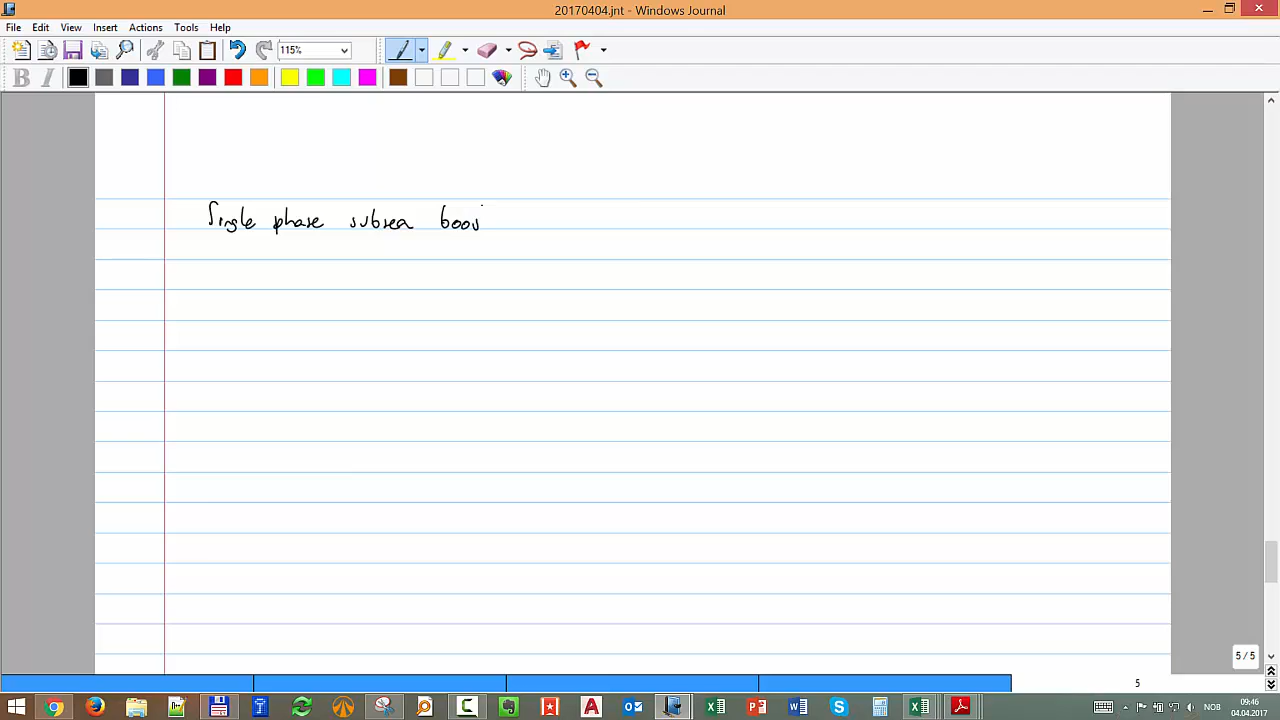 20170404.jnt - Windows Journal
File Edit View Insert Actions Tools Help
115%
B I
Single phase subsea boos
5 / 5
5
NOB
09:46
04.04.2017